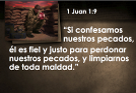 1 Juan 1:9
"Si confesamos
nuestros pecados,
él es fiel y justo para perdonar
nuestros pecados, y limpiarnos
de toda maldad."